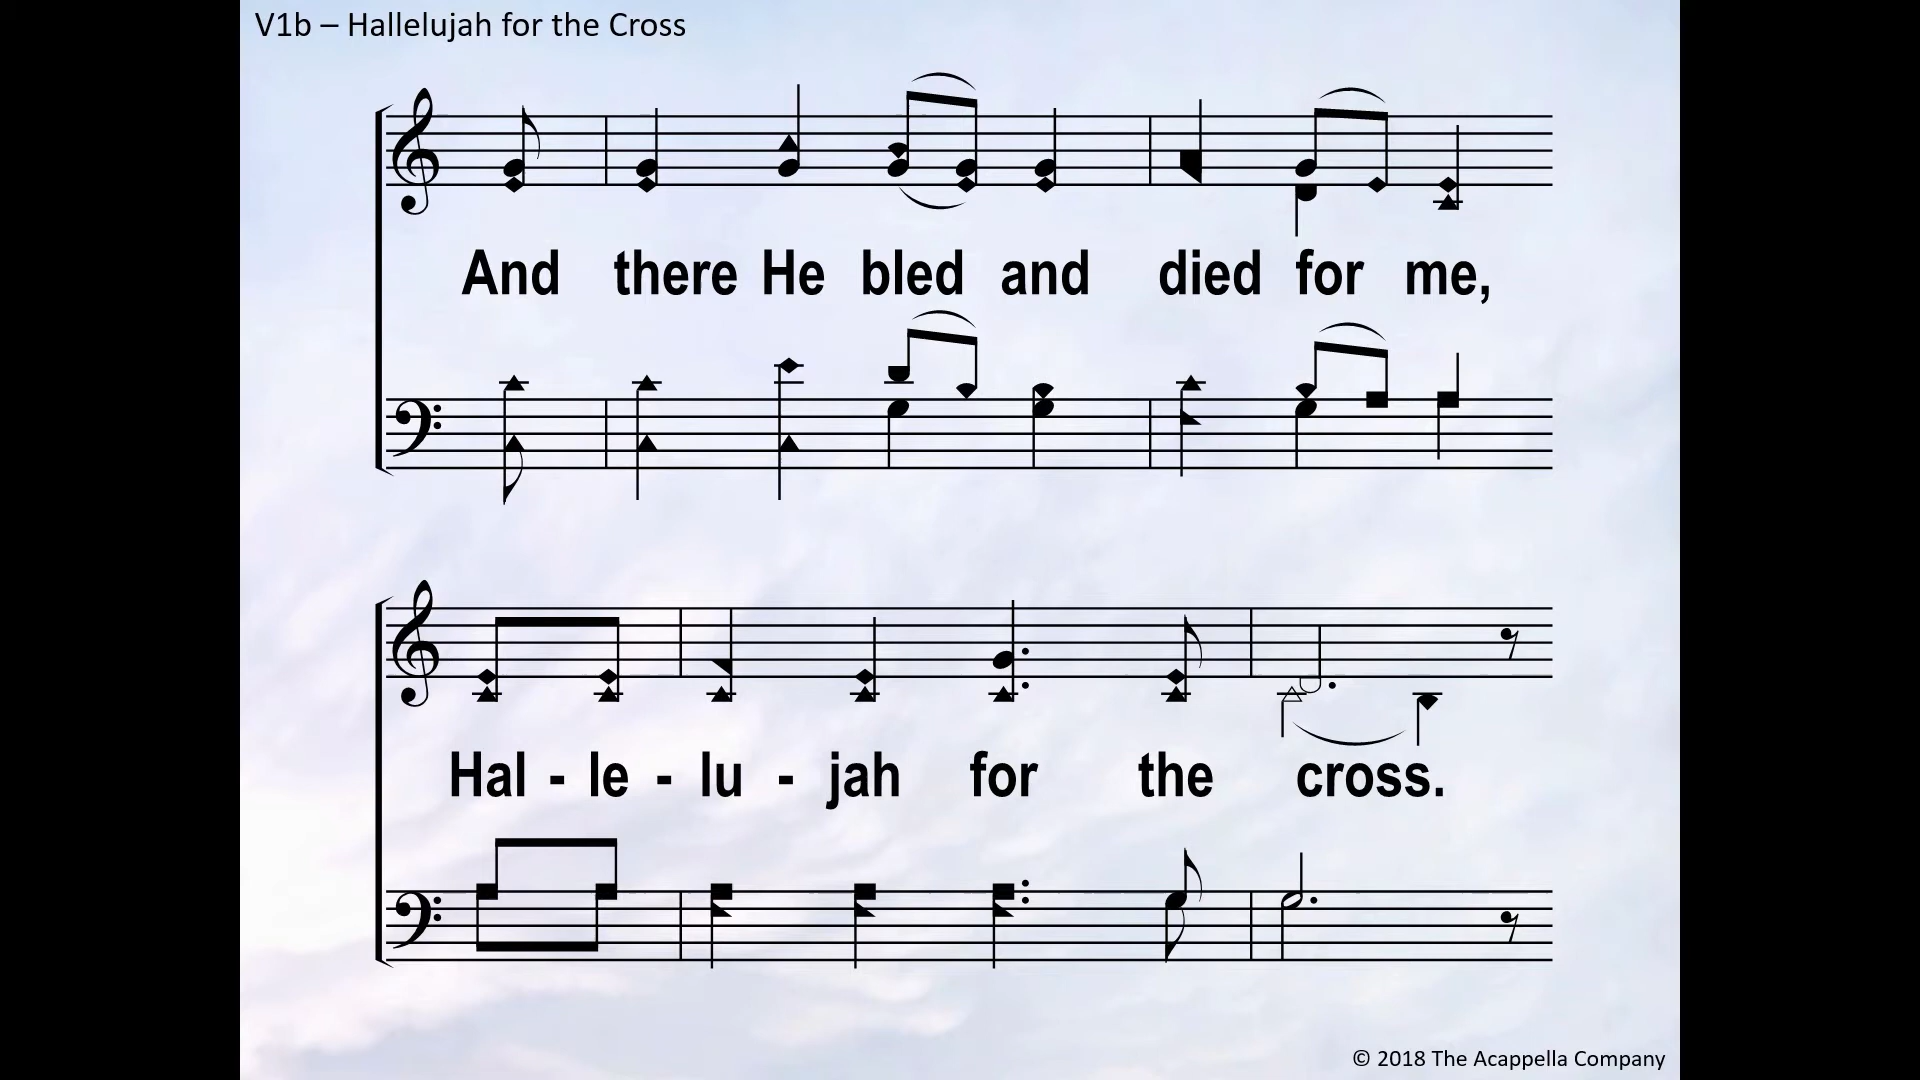 V1b – Hallelujah for the Cross
And there He bled and died for me,
Hal - le - lu - jah for the cross.
© 2018 The Acappella Company